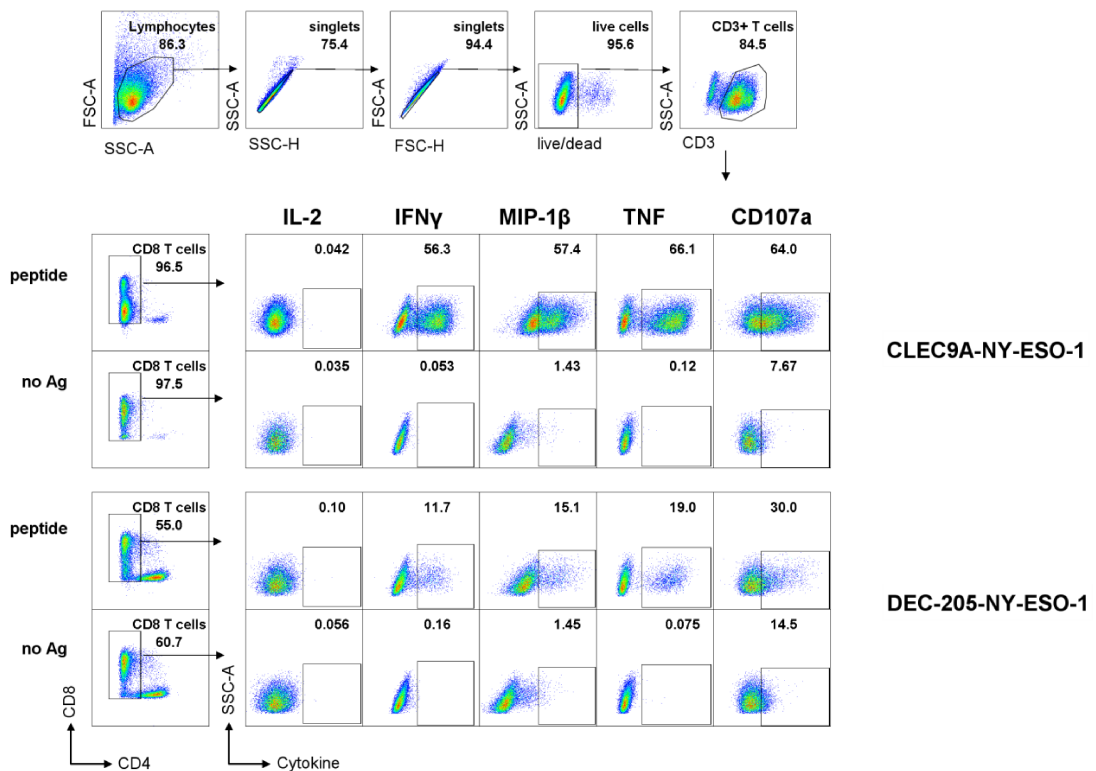 Lymphocytes
86.3
singlets
75.4
singlets
94.4
live cells
95.6
CD3+ T cells
84.5
FSC-A
SSC-A
FSC-A
SSC-A
SSC-A
SSC-A
SSC-H
FSC-H
live/dead
CD3
IL-2 IFNγ MIP-1β TNF CD107a
peptide
CD8 T cells
96.5
0.042 56.3 57.4 66.1 64.0
no Ag
CD8 T cells
97.5
0.035 0.053 1.43 0.12 7.67
CLEC9A-NY-ESO-1
peptide
CD8 T cells
55.0
0.10 11.7 15.1 19.0 30.0
no Ag
CD8 T cells
60.7
0.056 0.16 1.45 0.075 14.5
DEC-205-NY-ESO-1
CD8
CD4
SSC-A
Cytokine